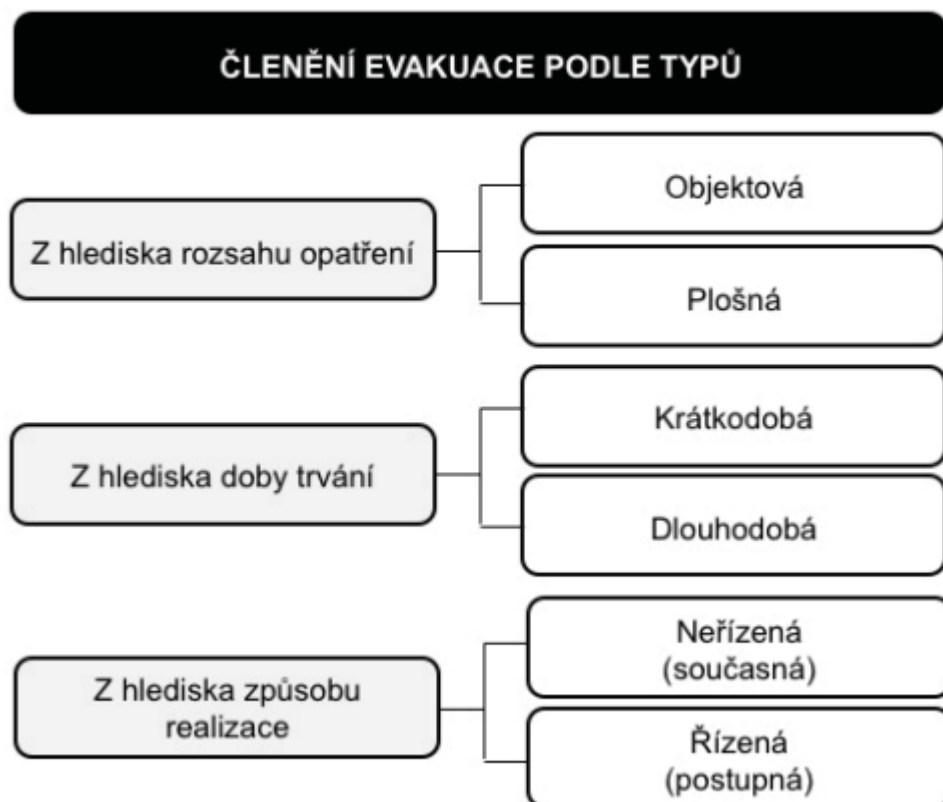 ČLENĚNÍ EVAKUACE PODLE TYPŮ
Z hlediska rozsahu opatření
Objektová
Plošná
Z hlediska doby trvání
Krátkodobá
Dlouhodobá
Z hlediska způsobu
realizace
Neřízená
(současná)
Řízená
(postupná)